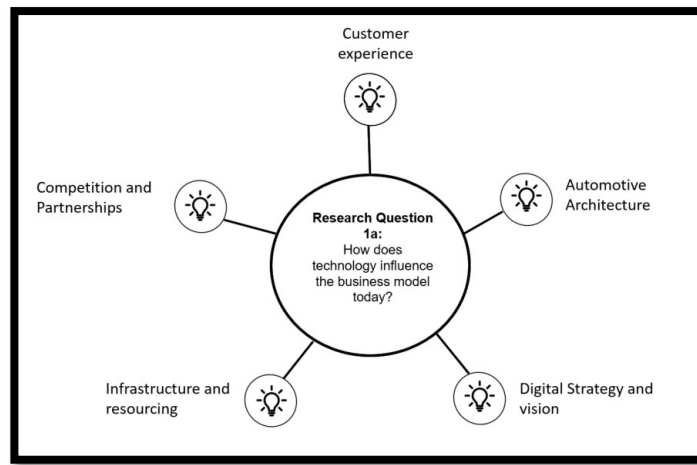 Customer
experience
Competition and
Partnerships
Automotive
Architecture
Research Question
1a:
How does
technology influence
the business model
today?
Infrastructure and
resourcing
Digital Strategy and
vision